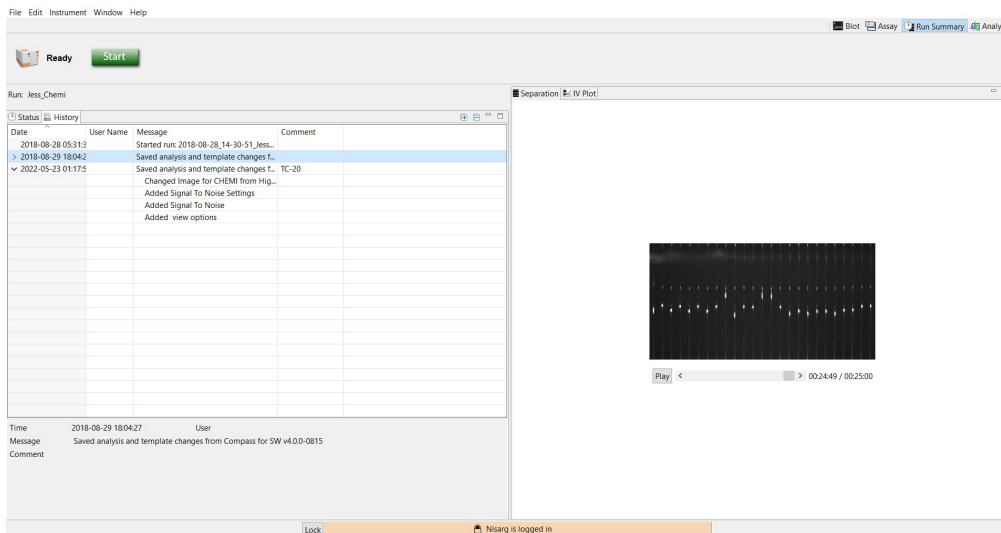 File Edit Instrument Window Help
Blot Assay Run Summary Analy
Ready Start
Run: Jess_Chemi
Separation IV Plot
Status History
Date User Name Message Comment
2018-08-28 05:31:3 Started run: 2018-08-28_14-30-51_Jess...
2018-08-29 18:04:2 Saved analysis and template changes f...
2022-05-23 01:17:5 Saved analysis and template changes f... TC-20
Changed Image for CHEMI from Hig...
Added Signal To Noise Settings
Added Signal To Noise
Added view options
Play 00:24:49 / 00:25:00
Time 2018-08-29 18:04:27 User
Message Saved analysis and template changes from Compass for SW v4.0.0-0815
Comment
Lock Nisarg is logged in